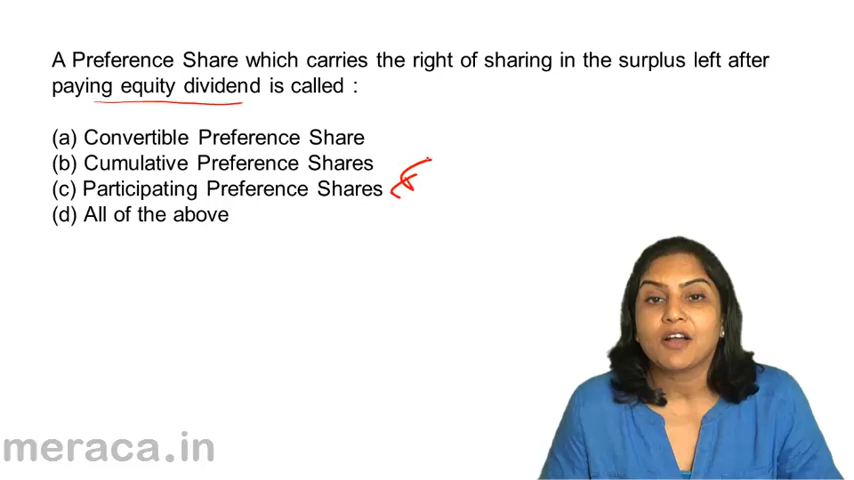 A Preference Share which carries the right of sharing in the surplus left after
paying equity dividend is called :
(a) Convertible Preference Share
(b) Cumulative Preference Shares
(c) Participating Preference Shares
(d) All of the above
meraca.in